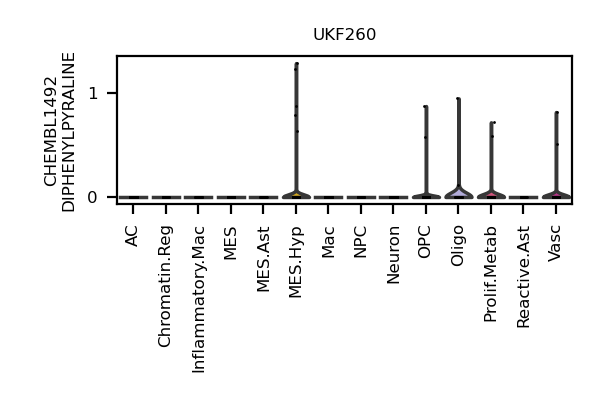 UKF260
CHEMBL1492
DIPHENYLPYRALINE
1
0
AC
Chromatin.Reg
Inflammatory.Mac
MES
MES.Ast
MES.Hyp
Mac
NPC
Neuron
OPC
Oligo
Prolif.Metab
Reactive.Ast
Vasc